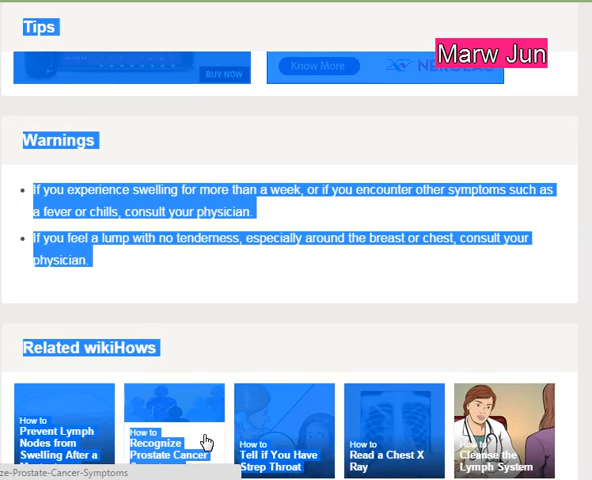 Tips
Marw Jun
BUY NOW
Know More
NEROLAC
Warnings
If you experience swelling for more than a week, or if you encounter other symptoms such as
a fever or chills, consult your physician.
If you feel a lump with no tenderness, especially around the breast or chest, consult your
physician.
Related wikiHows
How to
Prevent Lymph
Nodes from
Swelling After a
How to
Recognize
Prostate Cancer
How to
Tell if You Have
Strep Throat
How to
Read a Chest X
Ray
How to
Cleanse the
Lymph System
ze-Prostate-Cancer-Symptoms